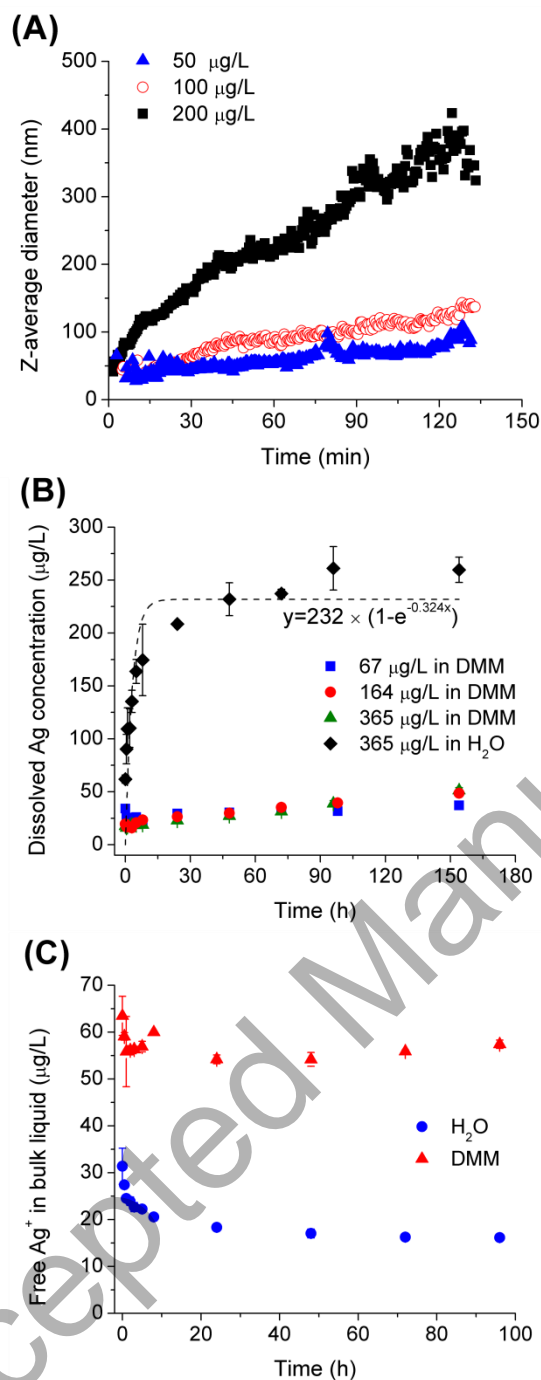 (A)
50 µg/L
100 µg/L
200 µg/L
500
400
300
200
100
0
Z-average diameter (nm)
0 30 60 90 120 150
Time (min)
(B)
300
250
200
150
100
50
0
Dissolved Ag concentration (µg/L)
y=232 × (1-e^-0.324x)
67 µg/L in DMM
164 µg/L in DMM
365 µg/L in DMM
365 µg/L in H₂O
0 30 60 90 120 150 180
Time (h)
(C)
70
60
50
40
30
20
10
0
Free Ag⁺ in bulk liquid (µg/L)
H₂O
DMM
0 20 40 60 80 100
Time (h)
cepted Manu